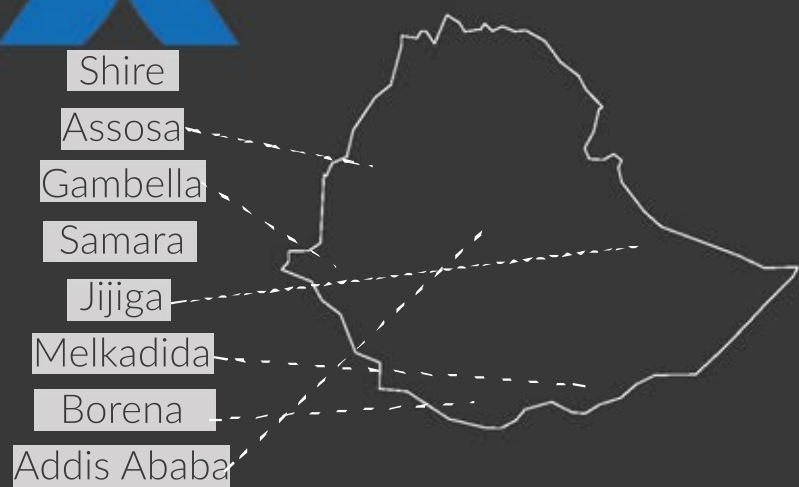 Shire
Assosa
Gambella
Samara
Jijiga
Melkadida
Borena
Addis Ababa